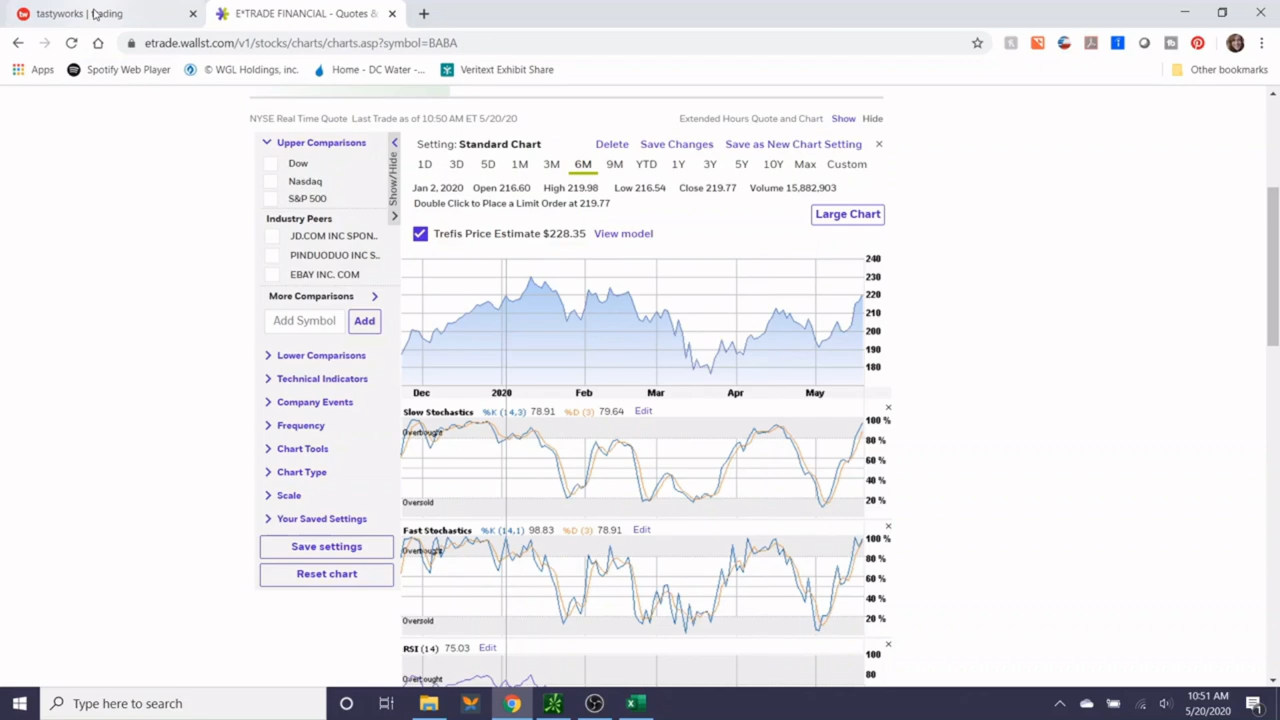 tastyworks | trading
E*TRADE FINANCIAL - Quotes &
etrade.wallst.com/v1/stocks/charts/charts.asp?symbol=BABA
Apps
Spotify Web Player
© WGL Holdings, inc.
Home - DC Water -...
Veritext Exhibit Share
Other bookmarks
NYSE Real Time Quote Last Trade as of 10:50 AM ET 5/20/20
Extended Hours Quote and Chart Show Hide
Upper Comparisons
Dow
Nasdaq
S&P 500
Industry Peers
JD.COM INC SPON..
PINDUODUO INC S..
EBAY INC. COM
More Comparisons
Add Symbol Add
Lower Comparisons
Technical Indicators
Company Events
Frequency
Chart Tools
Chart Type
Scale
Your Saved Settings
Save settings
Reset chart
Show/Hide
Setting: Standard Chart Delete Save Changes Save as New Chart Setting
1D 3D 5D 1M 3M 6M 9M YTD 1Y 3Y 5Y 10Y Max Custom
Jan 2, 2020 Open 216.60 High 219.98 Low 216.54 Close 219.77 Volume 15,882,903
Double Click to Place a Limit Order at 219.77
Large Chart
Trefis Price Estimate $228.35 View model
240
230
220
210
200
190
180
Dec 2020 Feb Mar Apr May
Slow Stochastics %K (14,3) 78.91 %D (3) 79.64 Edit
100 %
Overbought
80 %
60 %
40 %
20 %
Oversold
Fast Stochastics %K (14,1) 98.83 %D (3) 78.91 Edit
100 %
Overbought
80 %
60 %
40 %
20 %
Oversold
RSI (14) 75.03 Edit
100
80
Overbought
Type here to search
10:51 AM
5/20/2020
1